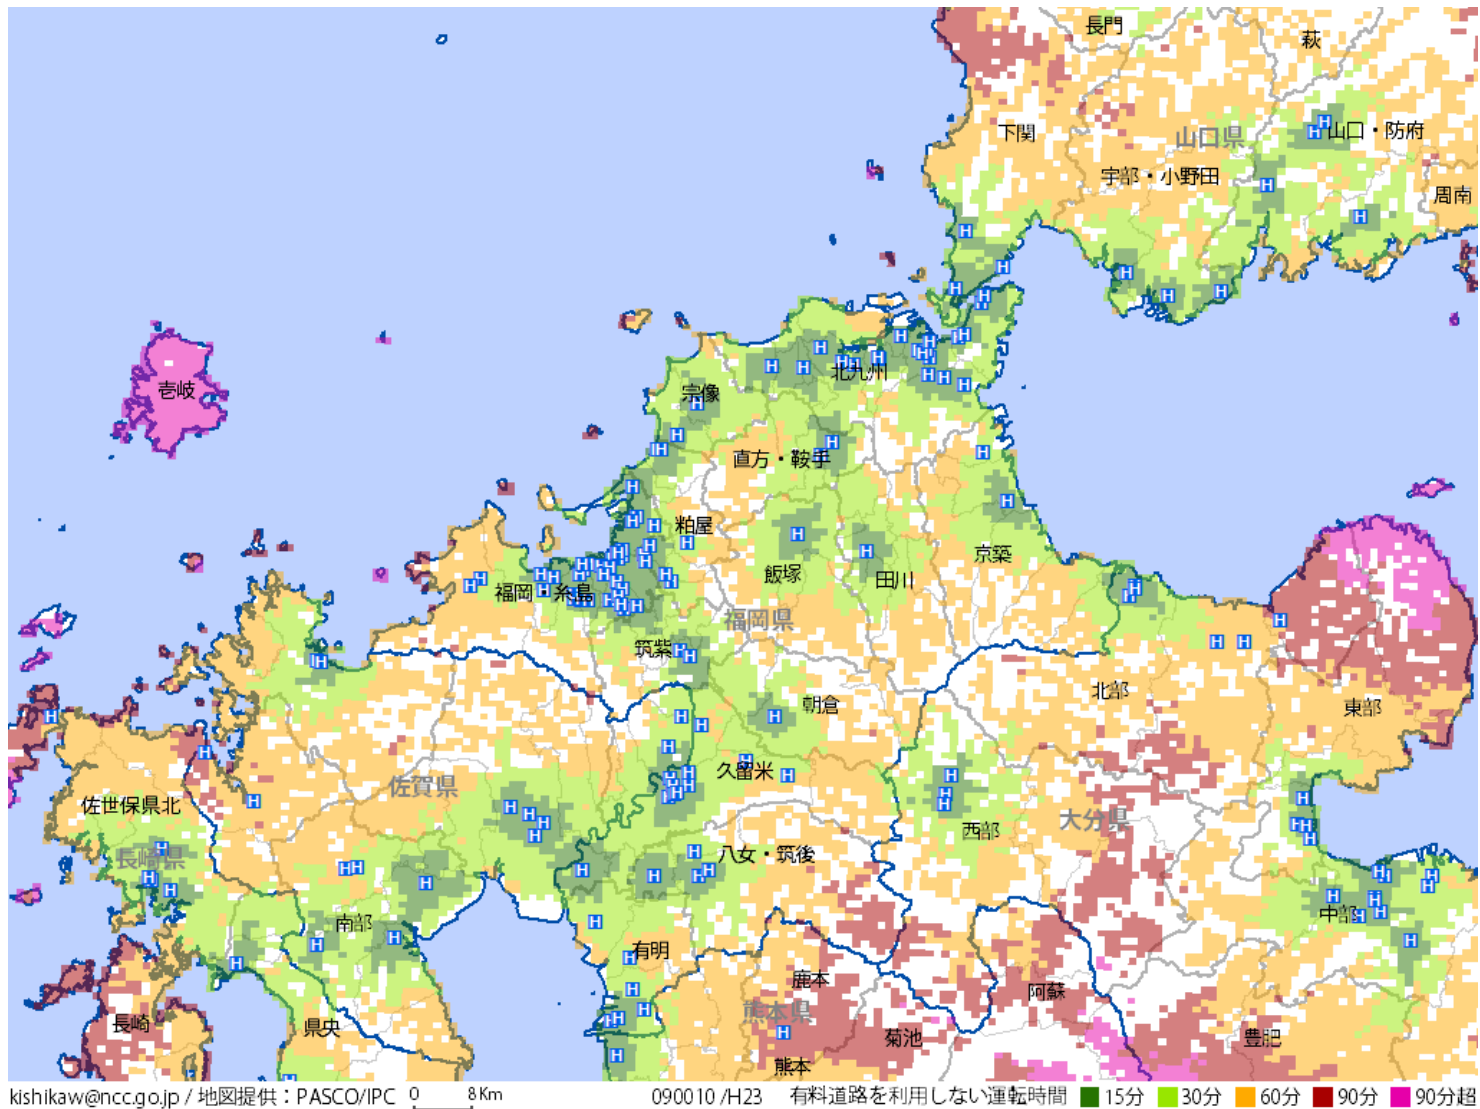 長門
萩
下関
山口県
山口・防府
宇部・小野田
周南
壱岐
北九州
宗像
直方・鞍手
粕屋
京築
飯塚
田川
福岡・糸島
福岡県
筑紫
朝倉
北部
東部
久留米
佐賀県
佐世保県北
大分県
西部
長崎県
八女・筑後
南部
中部
有明
鹿本
阿蘇
長崎
県央
熊本県
菊池
豊肥
熊本
kishikaw@ncc.go.jp / 地図提供：PASCO/IPC 0 8Km 090010 /H23 有料道路を利用しない運転時間 15分 30分 60分 90分 90分超